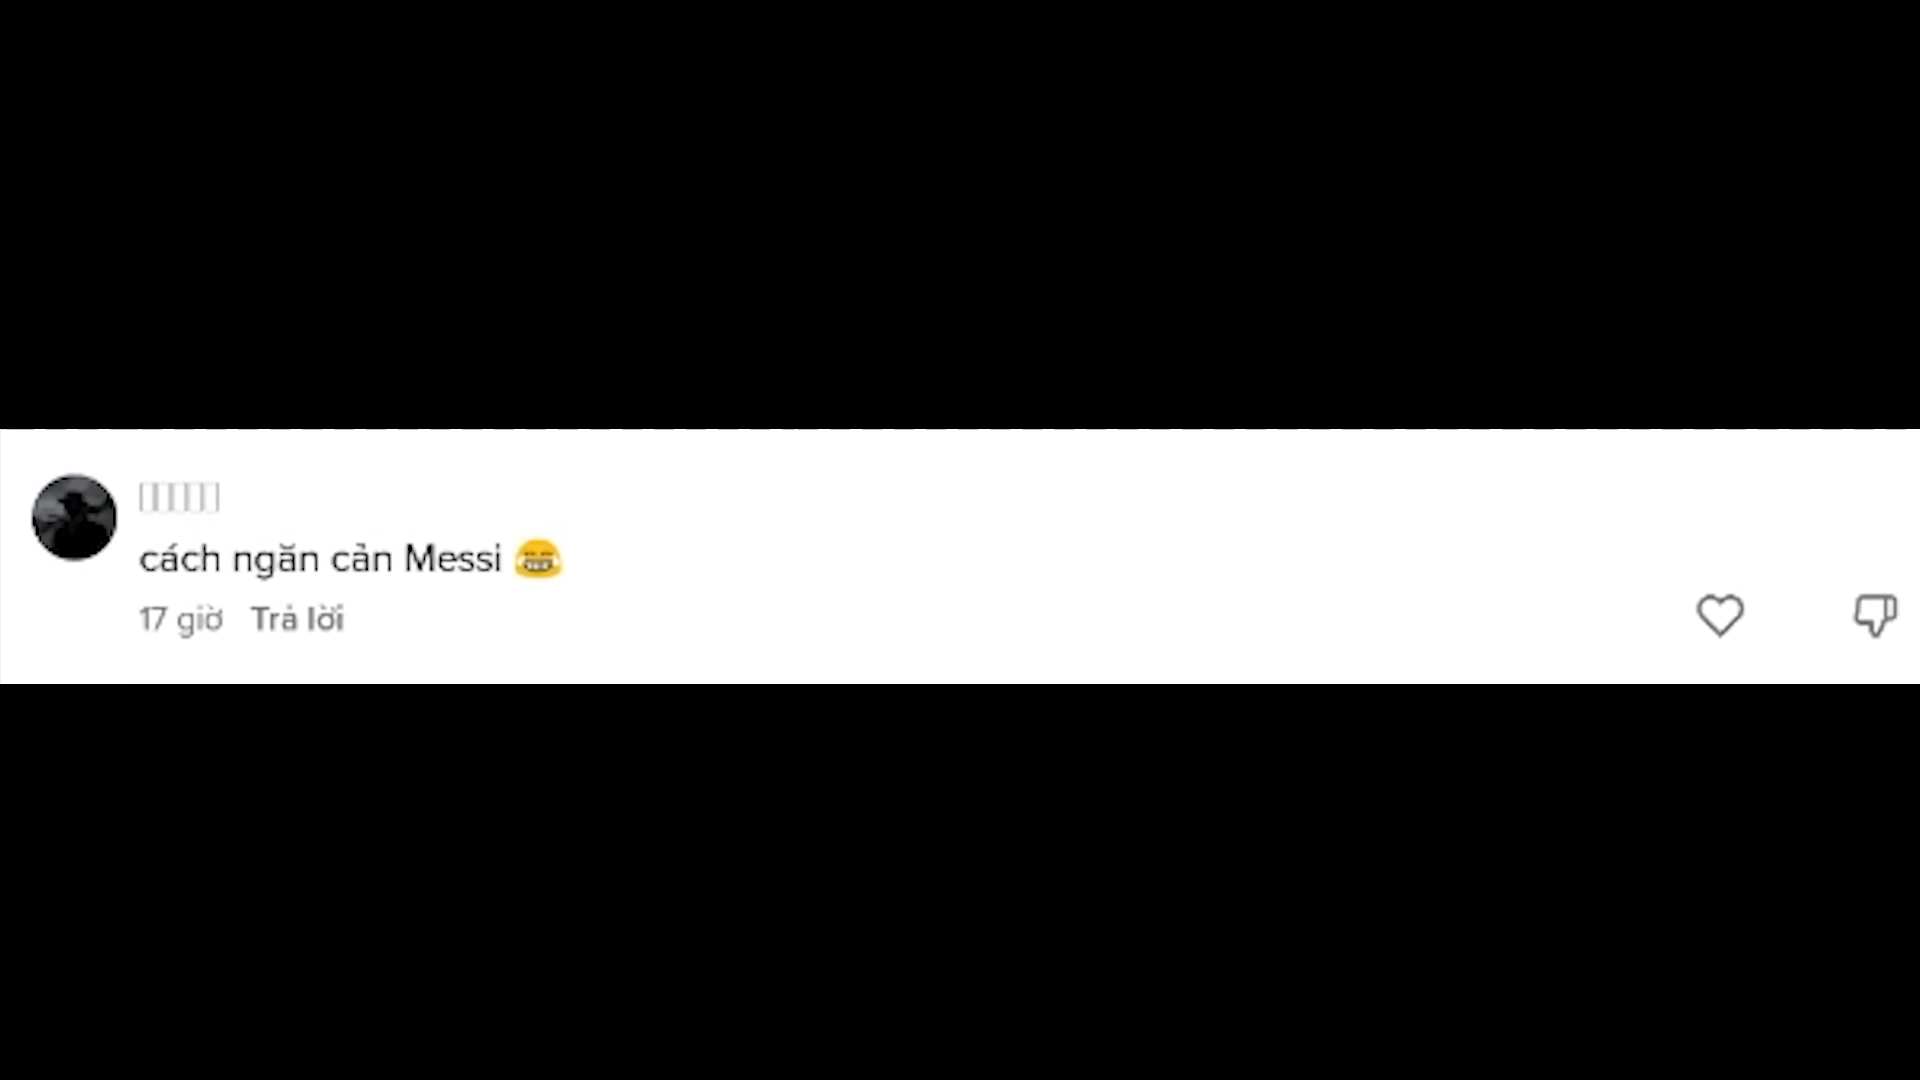 cách ngăn cản Messi 😂
17 giờ Trả lời